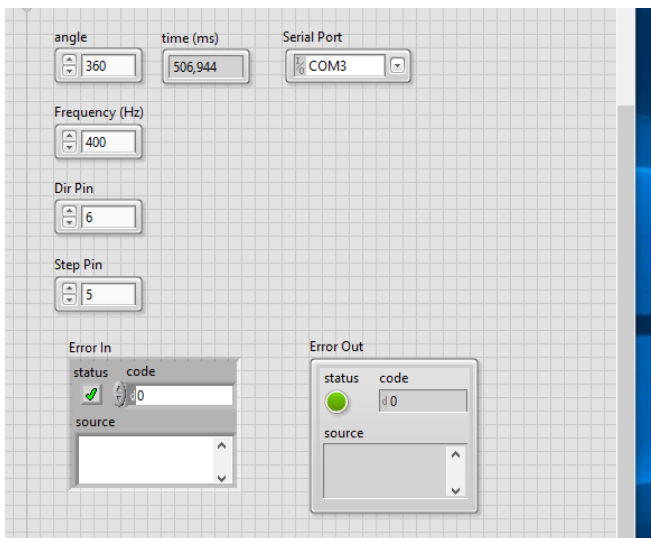 angle time (ms) Serial Port
360 506,944 I/O COM3
Frequency (Hz)
400
Dir Pin
6
Step Pin
5
Error In Error Out
status code
d 0
source
status code
d 0
source